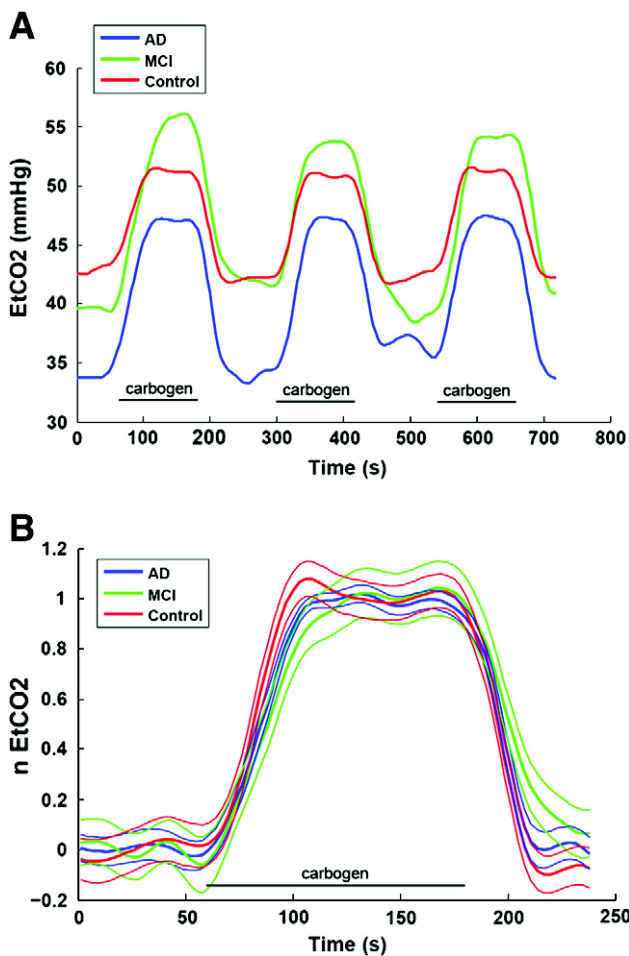 A
AD
MCI
Control
60
55
50
45
40
35
30
EtCO2 (mmHg)
carbogen carbogen carbogen
0 100 200 300 400 500 600 700 800
Time (s)
B
AD
MCI
Control
1.2
1
0.8
0.6
0.4
0.2
0
−0.2
n EtCO2
carbogen
0 50 100 150 200 250
Time (s)